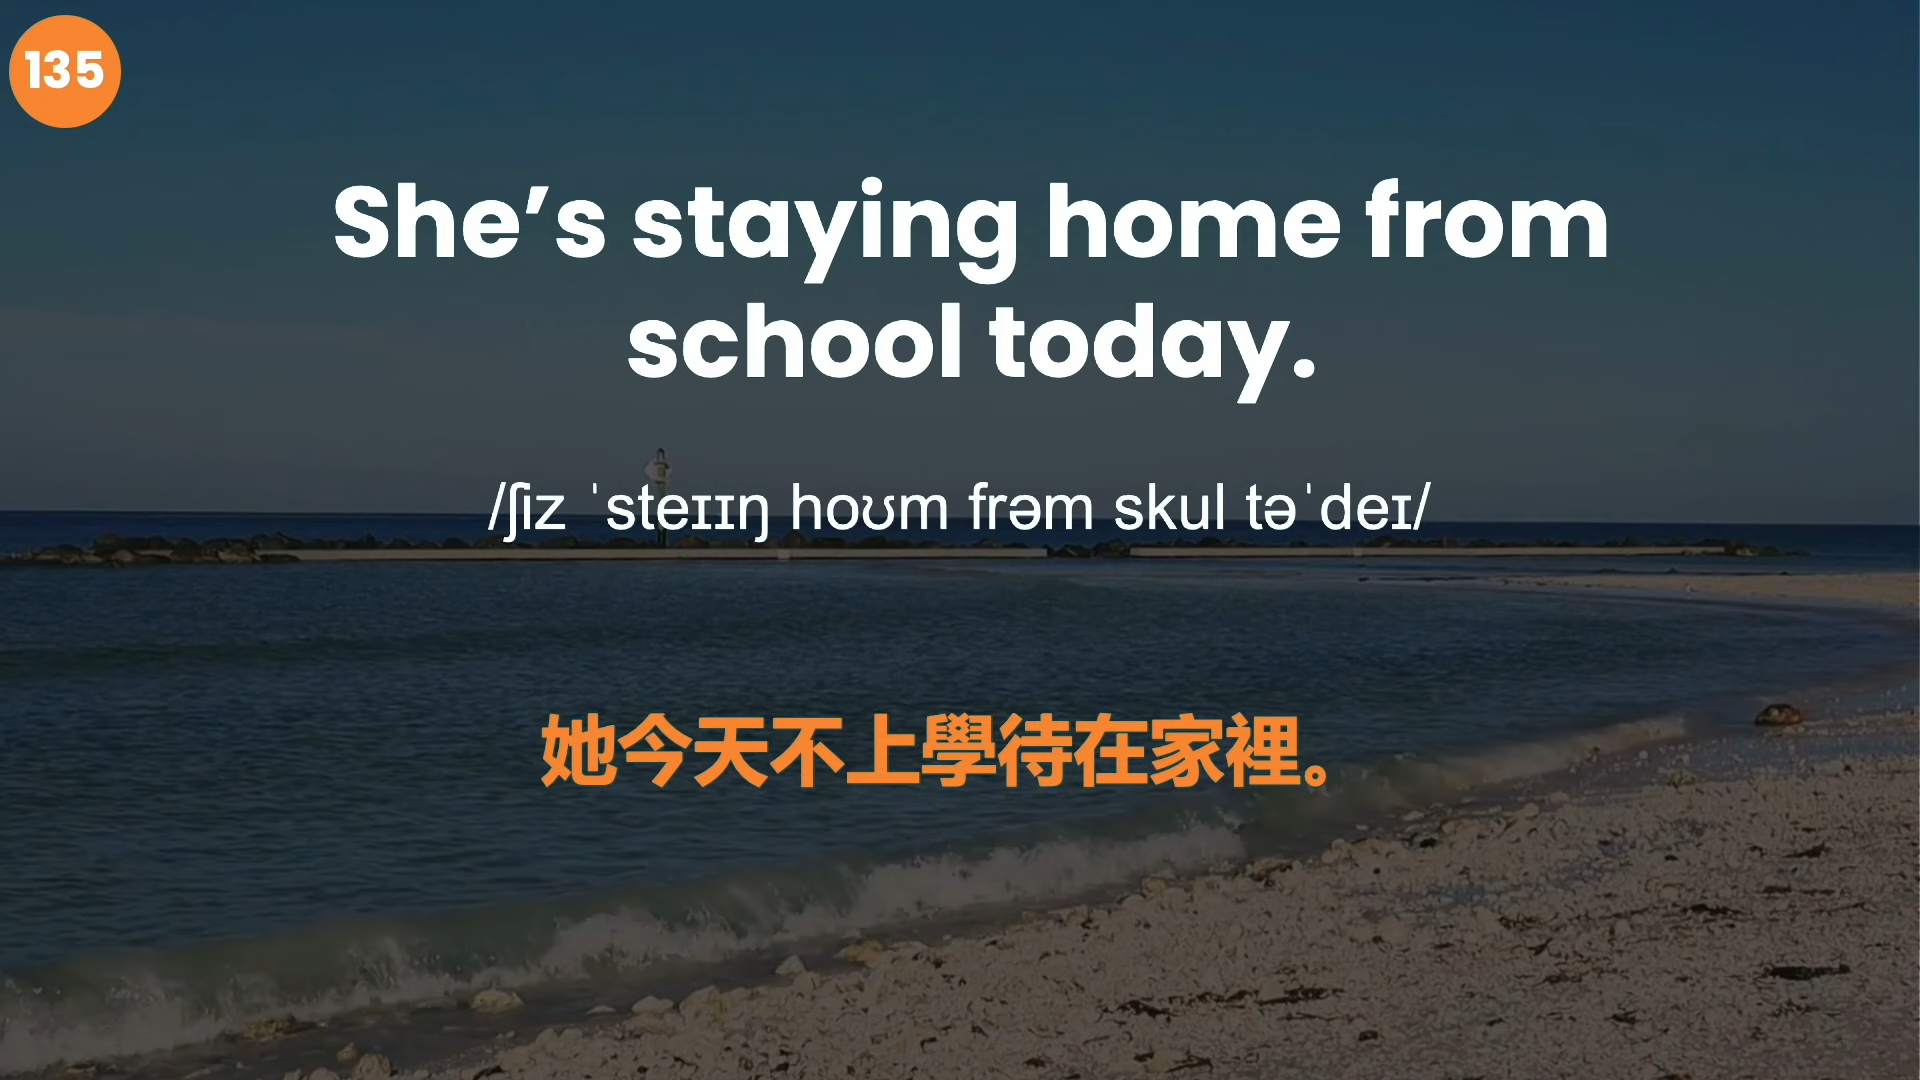 135
She’s staying home from
school today.
/ʃiz ˈsteɪɪŋ hoʊm frəm skul təˈdeɪ/
她今天不上學待在家裡。